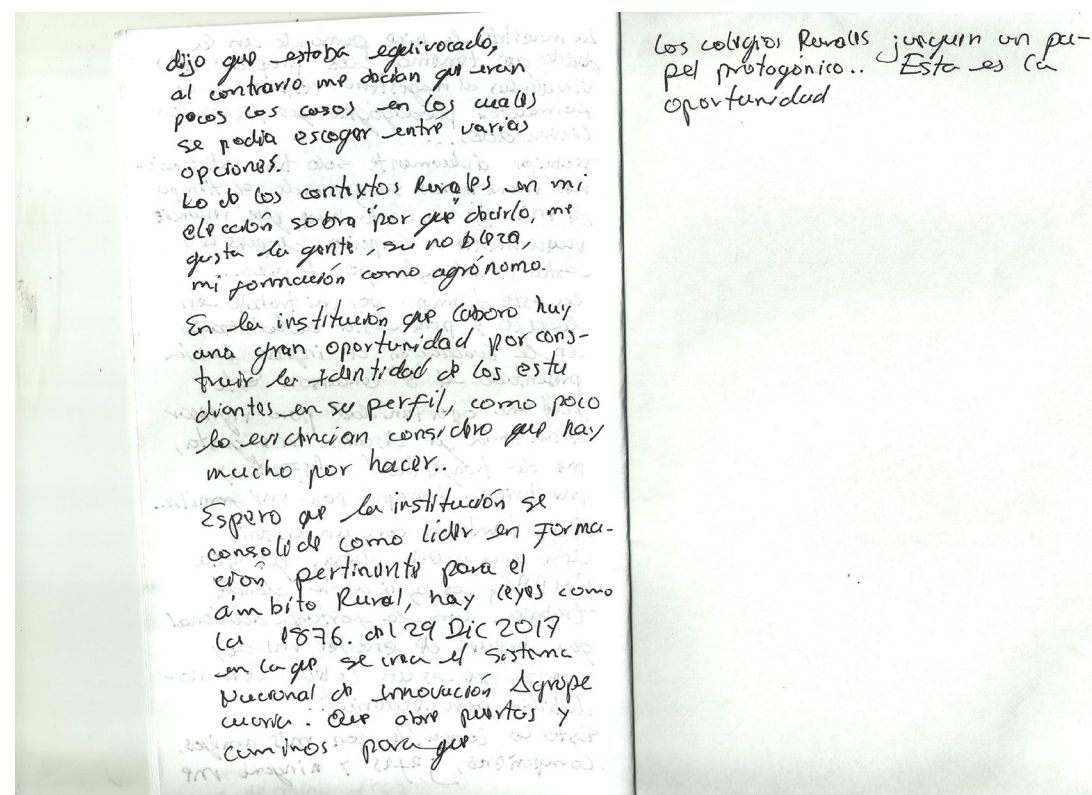 dijo que estaba equivocado,
al contrario me docian que eran
pocos los casos en los cuales
se podia escoger entre varias
opciones.
Lo de los contextos Rurales en mi
elección sobra "por que" decirlo, me
gusta la gente, su nobleza,
mi formación como agrónomo.
En la institución que laboro hay
una gran oportunidad por cons-
truir la identidad de los estu
diantes en su perfil, como poco
lo evidencian considero que hay
mucho por hacer..
Espero que la institución se
consolide como lider en Forma-
ción pertinente para el
ámbito Rural, hay leyes como
la 1876. del 29 Dic 2017
en la que se crea el sistema
Nacional de innovación Agrope
cuaria. Que abre puertas y
caminos para que
los colegios Rurales jueguen un pa-
pel protagónico.. Esta es la
oportunidad